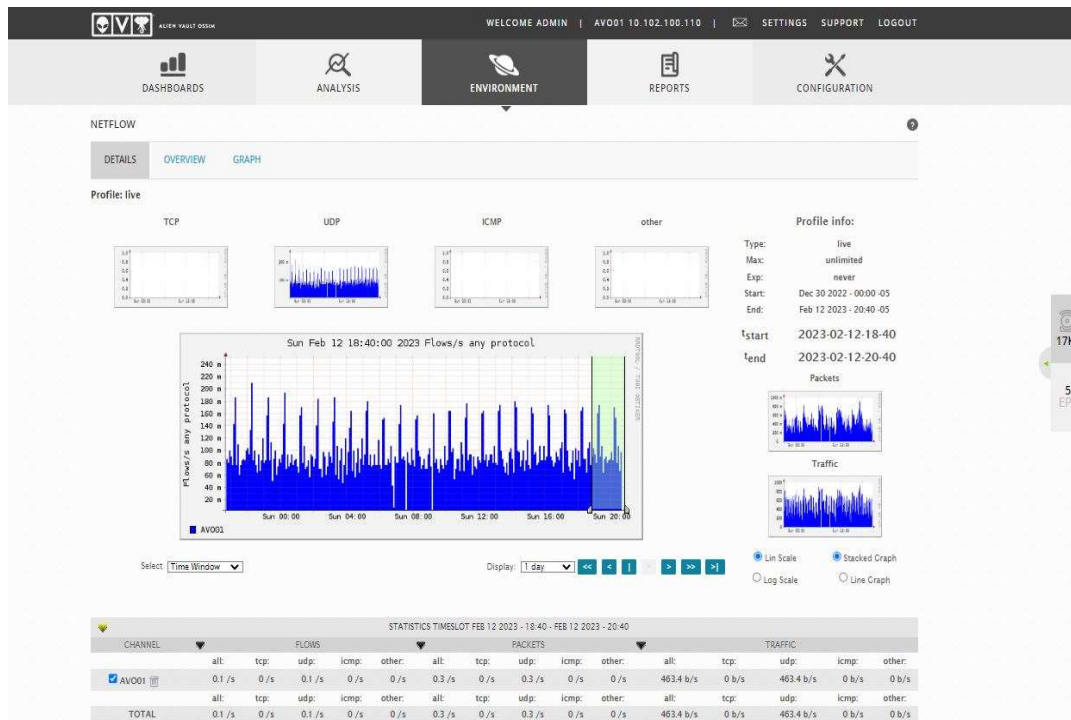 ALIEN VAULT OSSIM
WELCOME ADMIN | AVO01 10.102.100.110 | SETTINGS SUPPORT LOGOUT
DASHBOARDS ANALYSIS ENVIRONMENT REPORTS CONFIGURATION
NETFLOW
DETAILS OVERVIEW GRAPH
Profile: live
TCP UDP ICMP other
Profile info:
Type: live
Max: unlimited
Exp: never
Start: Dec 30 2022 - 00:00 -05
End: Feb 12 2023 - 20:40 -05
tstart 2023-02-12-18-40
tend 2023-02-12-20-40
Sun Feb 12 18:40:00 2023 Flows/s any protocol
Flows/s any protocol
240 m
220 m
200 m
180 m
160 m
140 m
120 m
100 m
80 m
60 m
40 m
20 m
Sun 00:00 Sun 04:00 Sun 08:00 Sun 12:00 Sun 16:00 Sun 20:00
AVO01
Packets
Traffic
17K
5
EP
Select Time Window
Display: 1 day << < | > >> >|
Lin Scale Stacked Graph
Log Scale Line Graph
STATISTICS TIMESLOT FEB 12 2023 - 18:40 - FEB 12 2023 - 20:40
CHANNEL FLOWS PACKETS TRAFFIC
all: tcp: udp: icmp: other: all: tcp: udp: icmp: other: all: tcp: udp: icmp: other:
AVO01 0.1 /s 0 /s 0.1 /s 0 /s 0 /s 0.3 /s 0 /s 0.3 /s 0 /s 0 /s 463.4 b/s 0 b/s 463.4 b/s 0 b/s 0 b/s
all: tcp: udp: icmp: other: all: tcp: udp: icmp: other: all: tcp: udp: icmp: other:
TOTAL 0.1 /s 0 /s 0.1 /s 0 /s 0 /s 0.3 /s 0 /s 0.3 /s 0 /s 0 /s 463.4 b/s 0 b/s 463.4 b/s 0 b/s 0 b/s